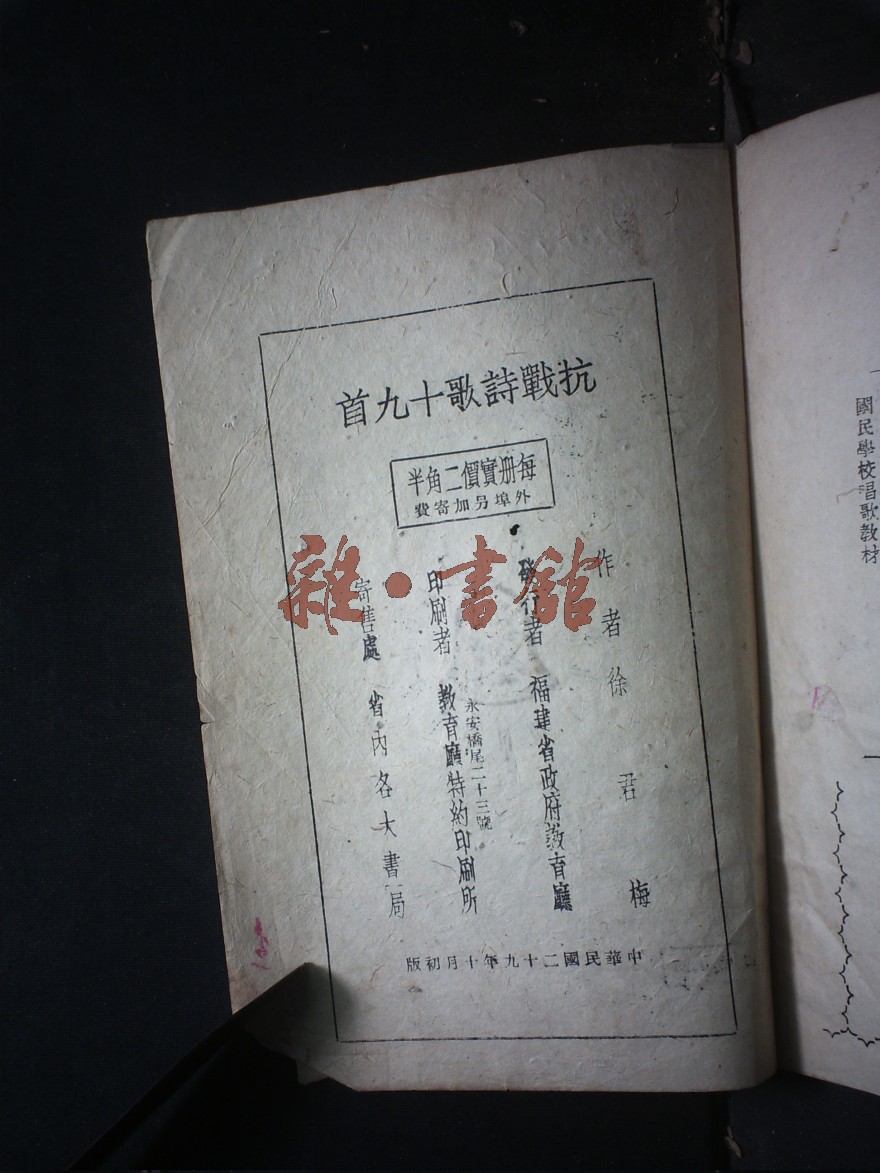 抗戰詩歌十九首
每册實價二角半
外埠另加寄費
作者徐君梅
發行者 福建省政府教育廳
永安橋尾二十三號
印刷者 教育廳特約印刷所
寄售處 省內各大書局
中華民國二十九年十月初版
國民學校唱歌教材
雜·書館